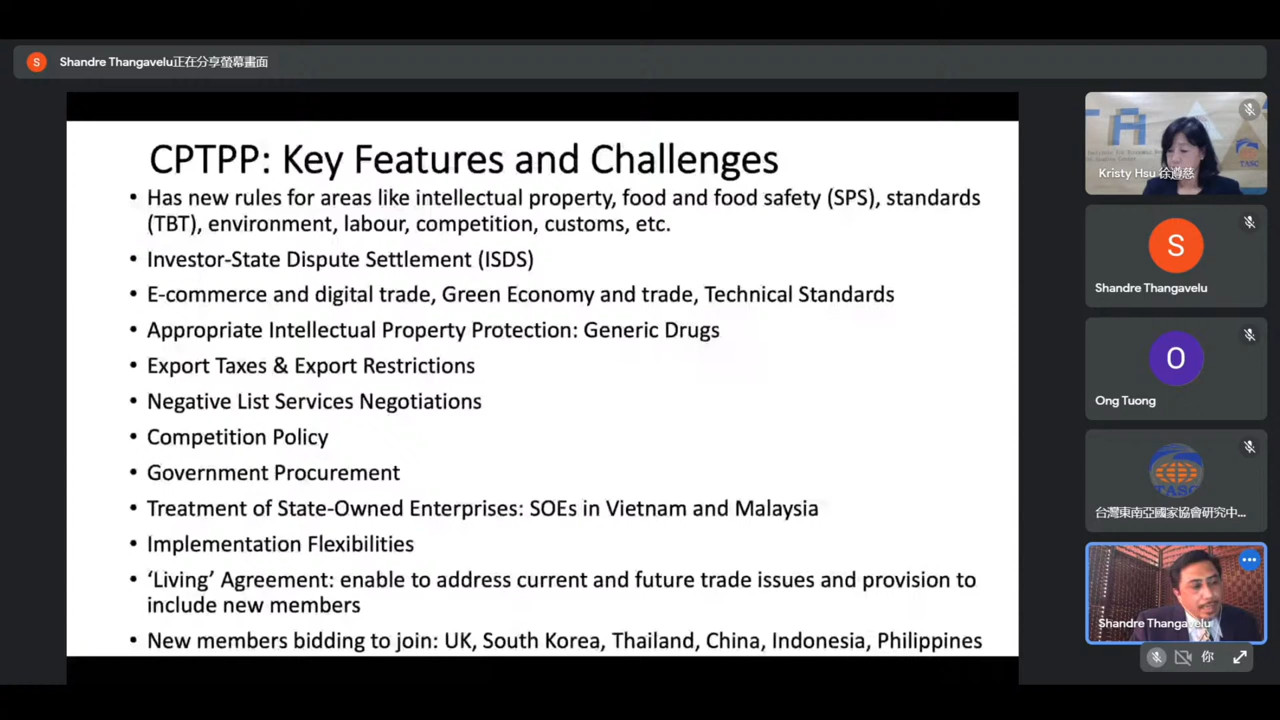 S
Shandre Thangavelu正在分享螢幕畫面
CPTPP: Key Features and Challenges
• Has new rules for areas like intellectual property, food and food safety (SPS), standards
(TBT), environment, labour, competition, customs, etc.
• Investor-State Dispute Settlement (ISDS)
• E-commerce and digital trade, Green Economy and trade, Technical Standards
• Appropriate Intellectual Property Protection: Generic Drugs
• Export Taxes & Export Restrictions
• Negative List Services Negotiations
• Competition Policy
• Government Procurement
• Treatment of State-Owned Enterprises: SOEs in Vietnam and Malaysia
• Implementation Flexibilities
• ‘Living’ Agreement: enable to address current and future trade issues and provision to
include new members
• New members bidding to join: UK, South Korea, Thailand, China, Indonesia, Philippines
TASC
Kristy Hsu 徐遵慈
S
Shandre Thangavelu
O
Ong Tuong
TASC
台灣東南亞國家協會研究中...
Shandre Thangavelu
你